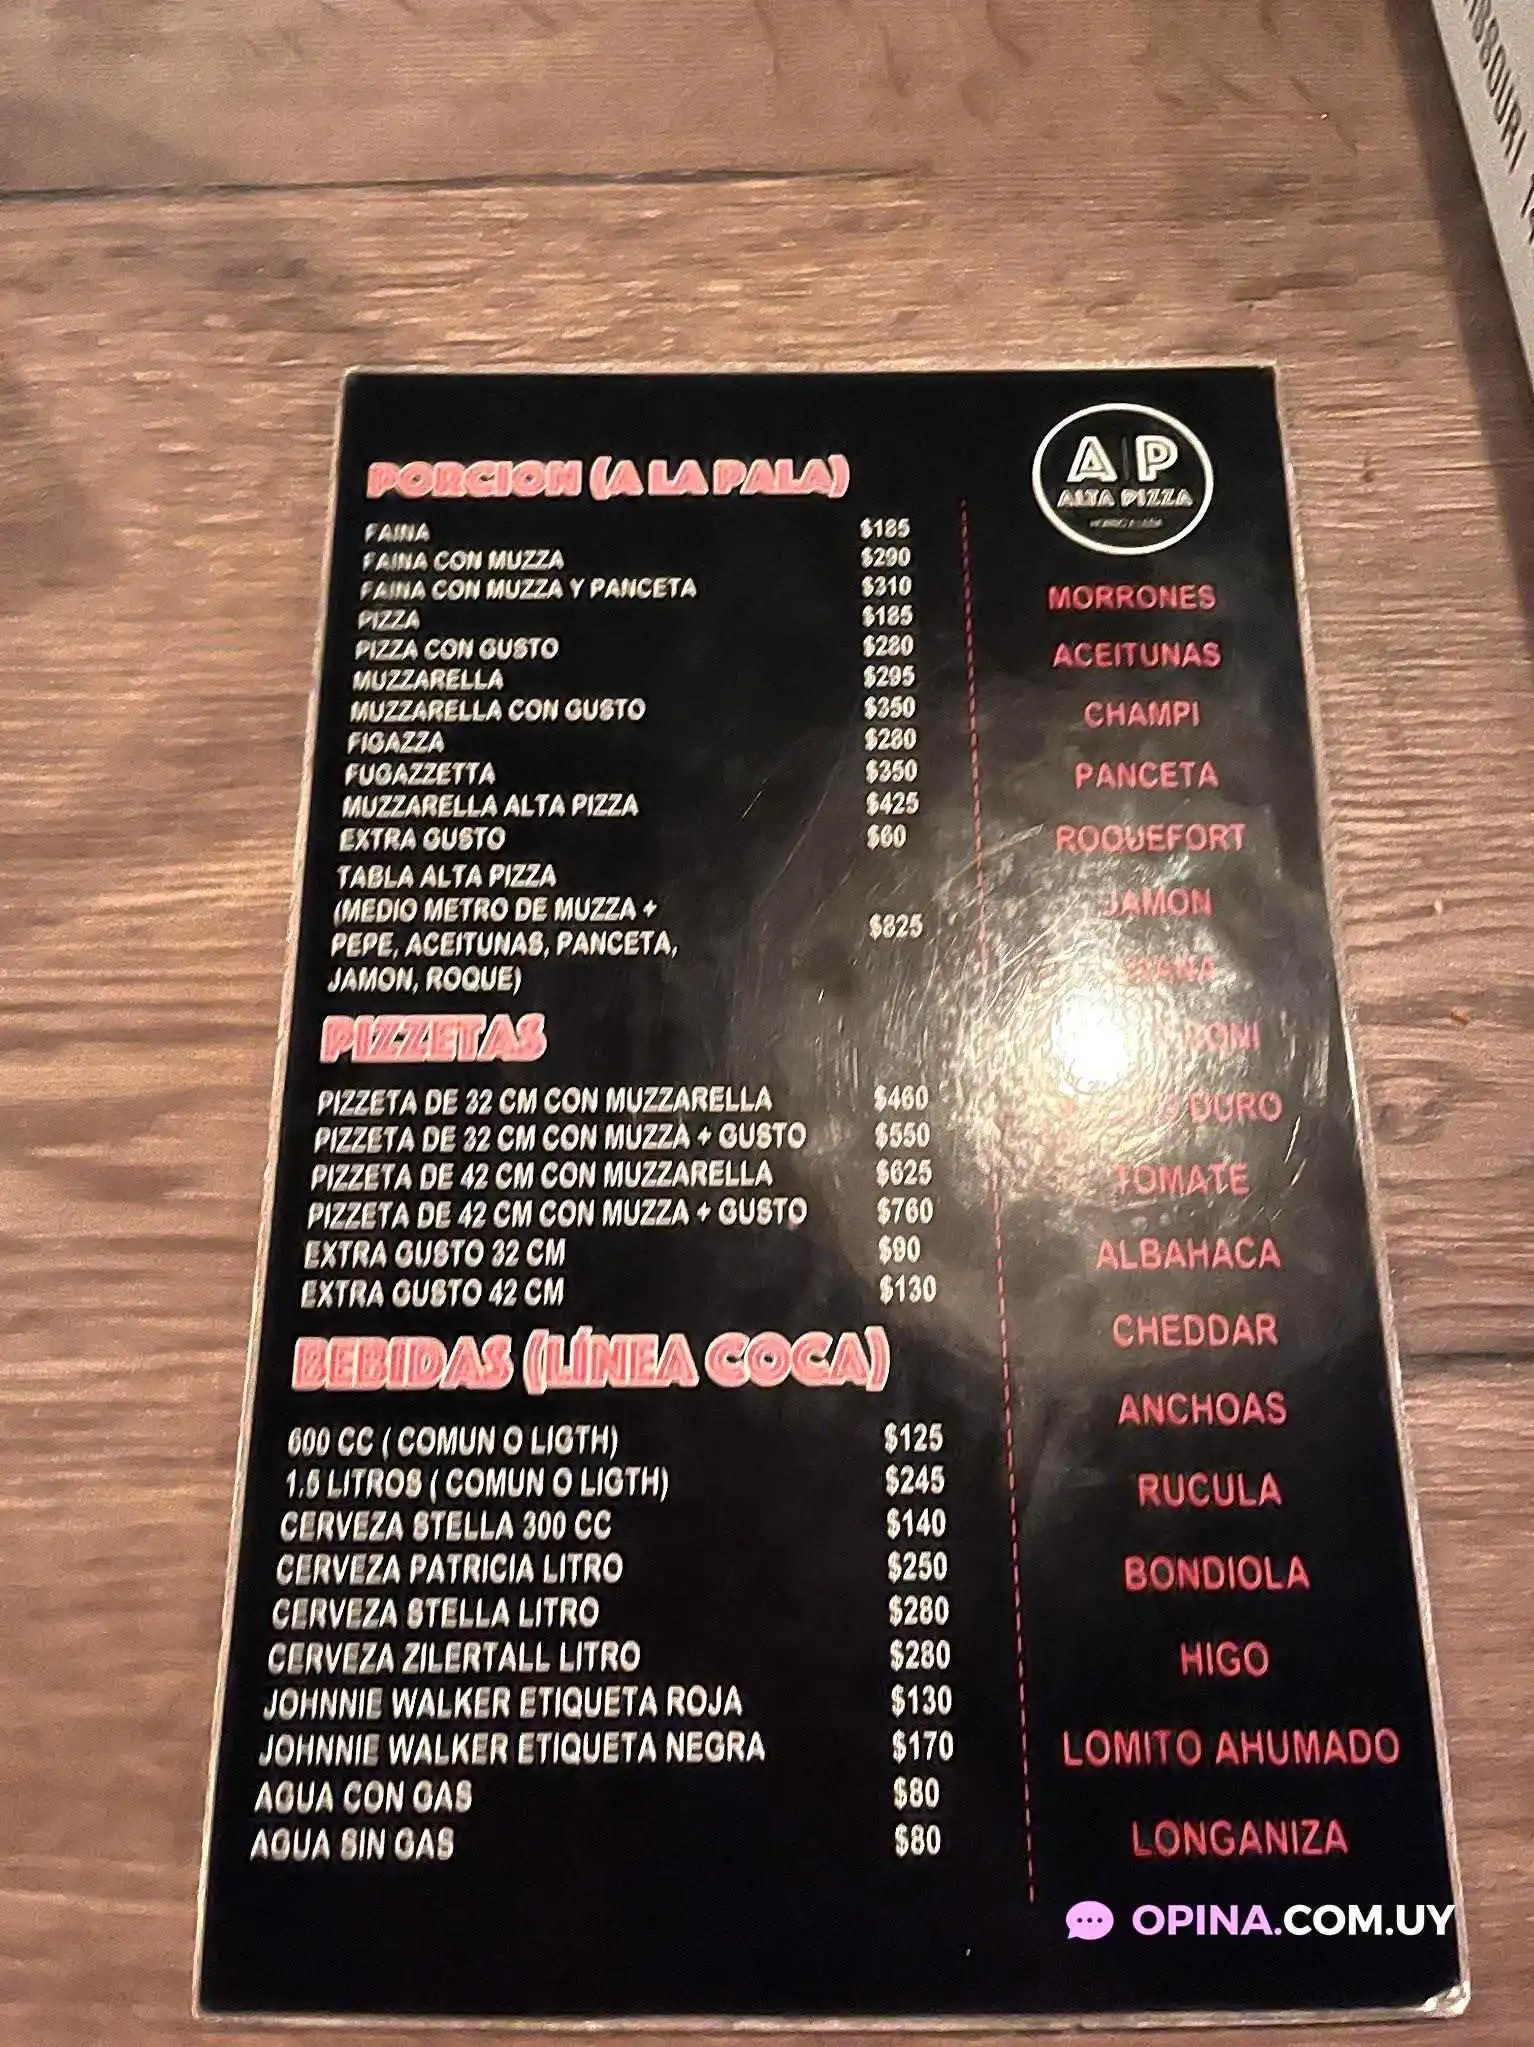 PORCION (A LA PALA)
FAINA $185
FAINA CON MUZZA $290
FAINA CON MUZZA Y PANCETA $310
PIZZA $185
PIZZA CON GUSTO $280
MUZZARELLA $295
MUZZARELLA CON GUSTO $350
FIGAZZA $280
FUGAZZETTA $350
MUZZARELLA ALTA PIZZA $425
EXTRA GUSTO $60
TABLA ALTA PIZZA
(MEDIO METRO DE MUZZA +
PEPE, ACEITUNAS, PANCETA, $825
JAMON, ROQUE)
PIZZETAS
PIZZETA DE 32 CM CON MUZZARELLA $460
PIZZETA DE 32 CM CON MUZZA + GUSTO $550
PIZZETA DE 42 CM CON MUZZARELLA $625
PIZZETA DE 42 CM CON MUZZA + GUSTO $760
EXTRA GUSTO 32 CM $90
EXTRA GUSTO 42 CM $130
BEBIDAS (LÍNEA COCA)
600 CC ( COMUN O LIGTH) $125
1.5 LITROS ( COMUN O LIGTH) $245
CERVEZA STELLA 300 CC $140
CERVEZA PATRICIA LITRO $250
CERVEZA STELLA LITRO $280
CERVEZA ZILERTALL LITRO $280
JOHNNIE WALKER ETIQUETA ROJA $130
JOHNNIE WALKER ETIQUETA NEGRA $170
AGUA CON GAS $80
AGUA SIN GAS $80
A|P
ALTA PIZZA
MORRONES
ACEITUNAS
CHAMPI
PANCETA
ROQUEFORT
JAMON
DURO
TOMATE
ALBAHACA
CHEDDAR
ANCHOAS
RUCULA
BONDIOLA
HIGO
LOMITO AHUMADO
LONGANIZA
OPINA.COM.UY